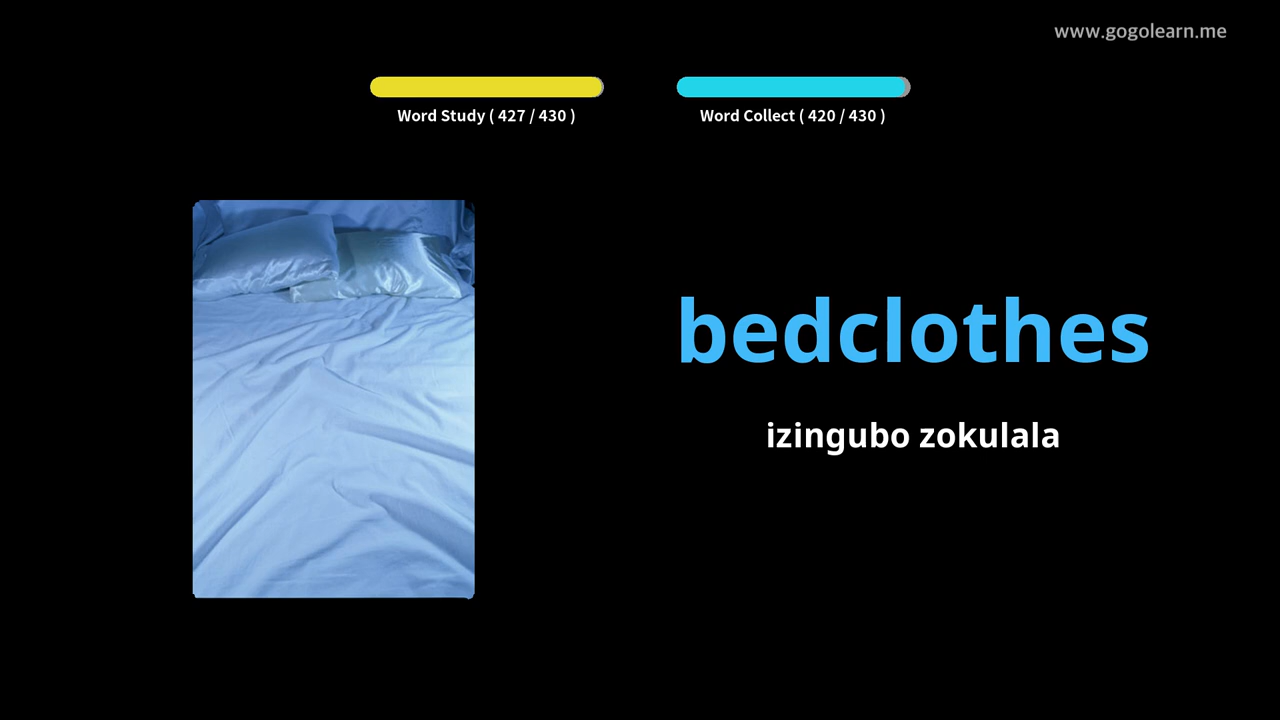 www.gogolearn.me
Word Study ( 427 / 430 )
Word Collect ( 420 / 430 )
bedclothes
izingubo zokulala